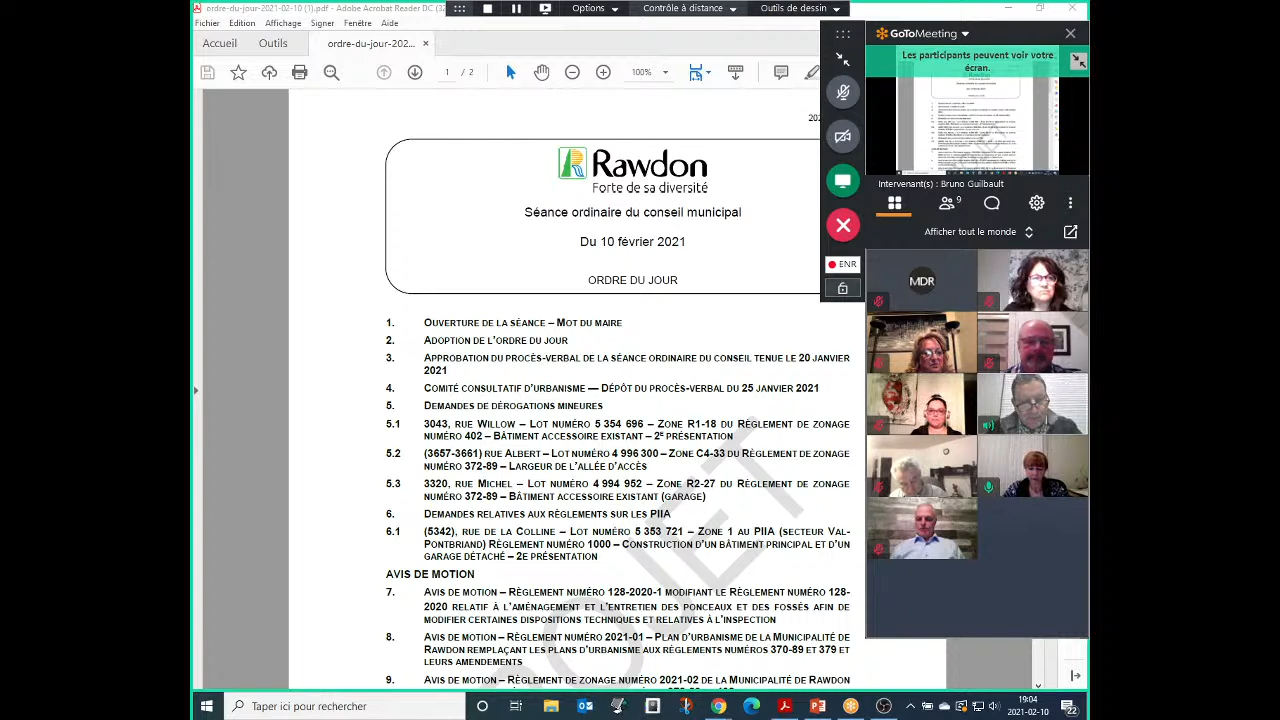 ordre-du-jour-2021-02-10 (1).pdf - Adobe Acrobat Reader DC (32
Options
Contrôle à distance
Outils de dessin
Fichier Edition Affichage Signer Fenêtre Aide
Accueil Outils ordre-du-jour-202... ×
1 / 2 100%
GoToMeeting
Les participants peuvent voir votre écran.
Intervenant(s) : Bruno Guilbault
9
Afficher tout le monde
ENR
MDR
202
Rawdon
Forte de sa diversité
Séance ordinaire du conseil municipal
Du 10 février 2021
ORDRE DU JOUR
1. OUVERTURE DE LA SÉANCE – MOT DU MAIRE
2. ADOPTION DE L'ORDRE DU JOUR
3. APPROBATION DU PROCÈS-VERBAL DE LA SÉANCE ORDINAIRE DU CONSEIL TENUE LE 20 JANVIER
2021
4. COMITÉ CONSULTATIF D'URBANISME — DÉPÔT DU PROCÈS-VERBAL DU 25 JANVIER 2021
5. DEMANDES DE DÉROGATIONS MINEURES
5.1 3043, RUE WILLOW – LOT NUMÉRO 5 354 696 – ZONE R1-18 DU RÈGLEMENT DE ZONAGE
NUMÉRO 402 – BÂTIMENT ACCESSOIRE EXISTANT – 2E PRÉSENTATION
5.2 (3657-3661) RUE ALBERT – LOT NUMÉRO 4 996 300 – ZONE C4-33 DU RÈGLEMENT DE ZONAGE
NUMÉRO 372-89 – LARGEUR DE L'ALLÉE D'ACCÈS
5.3 3320, RUE MICHEL – LOT NUMÉRO 4 994 952 – ZONE R2-27 DU RÈGLEMENT DE ZONAGE
NUMÉRO 372-89 – BÂTIMENT ACCESSOIRE EXISTANT (GARAGE)
6. DEMANDES RELATIVES AUX RÈGLEMENTS SUR LES PIIA
6.1 (5342), RUE DE LA COLLINE – LOT NUMÉRO 5 353 721 – ZONE 1 AU PIIA (SECTEUR VAL-
PONTBRIAND) RÈGLEMENT NUMÉRO 1000 – CONSTRUCTION D'UN BÂTIMENT PRINCIPAL ET D'UN
GARAGE DÉTACHÉ – 2E PRÉSENTATION
AVIS DE MOTION
7. AVIS DE MOTION – RÈGLEMENT NUMÉRO 128-2020-1 MODIFIANT LE RÈGLEMENT NUMÉRO 128-
2020 RELATIF À L'AMÉNAGEMENT ET L'ENTRETIEN DES PONCEAUX ET DES FOSSÉS AFIN DE
MODIFIER CERTAINES DISPOSITIONS TECHNIQUES ET RELATIVES À L'INSPECTION
8. AVIS DE MOTION – RÈGLEMENT NUMÉRO 2021-01 – PLAN D'URBANISME DE LA MUNICIPALITÉ DE
RAWDON REMPLAÇANT LES PLANS D'URBANISME AUX RÈGLEMENTS NUMÉROS 370-89 ET 379 ET
LEURS AMENDEMENTS
9. AVIS DE MOTION – RÈGLEMENT DE ZONAGE NUMÉRO 2021-02 DE LA MUNICIPALITÉ DE RAWDON
Taper ici pour rechercher
19:04
2021-02-10
22